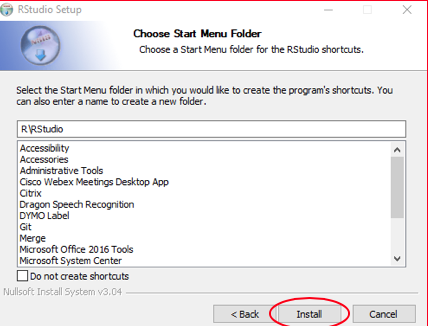 RStudio Setup
Choose Start Menu Folder
Choose a Start Menu folder for the RStudio shortcuts.
Select the Start Menu folder in which you would like to create the program's shortcuts. You
can also enter a name to create a new folder.
R\RStudio
Accessibility
Accessories
Administrative Tools
Cisco Webex Meetings Desktop App
Citrix
Dragon Speech Recognition
DYMO Label
Git
Merge
Microsoft Office 2016 Tools
Microsoft System Center
Do not create shortcuts
Nullsoft Install System v3.04
< Back
Install
Cancel